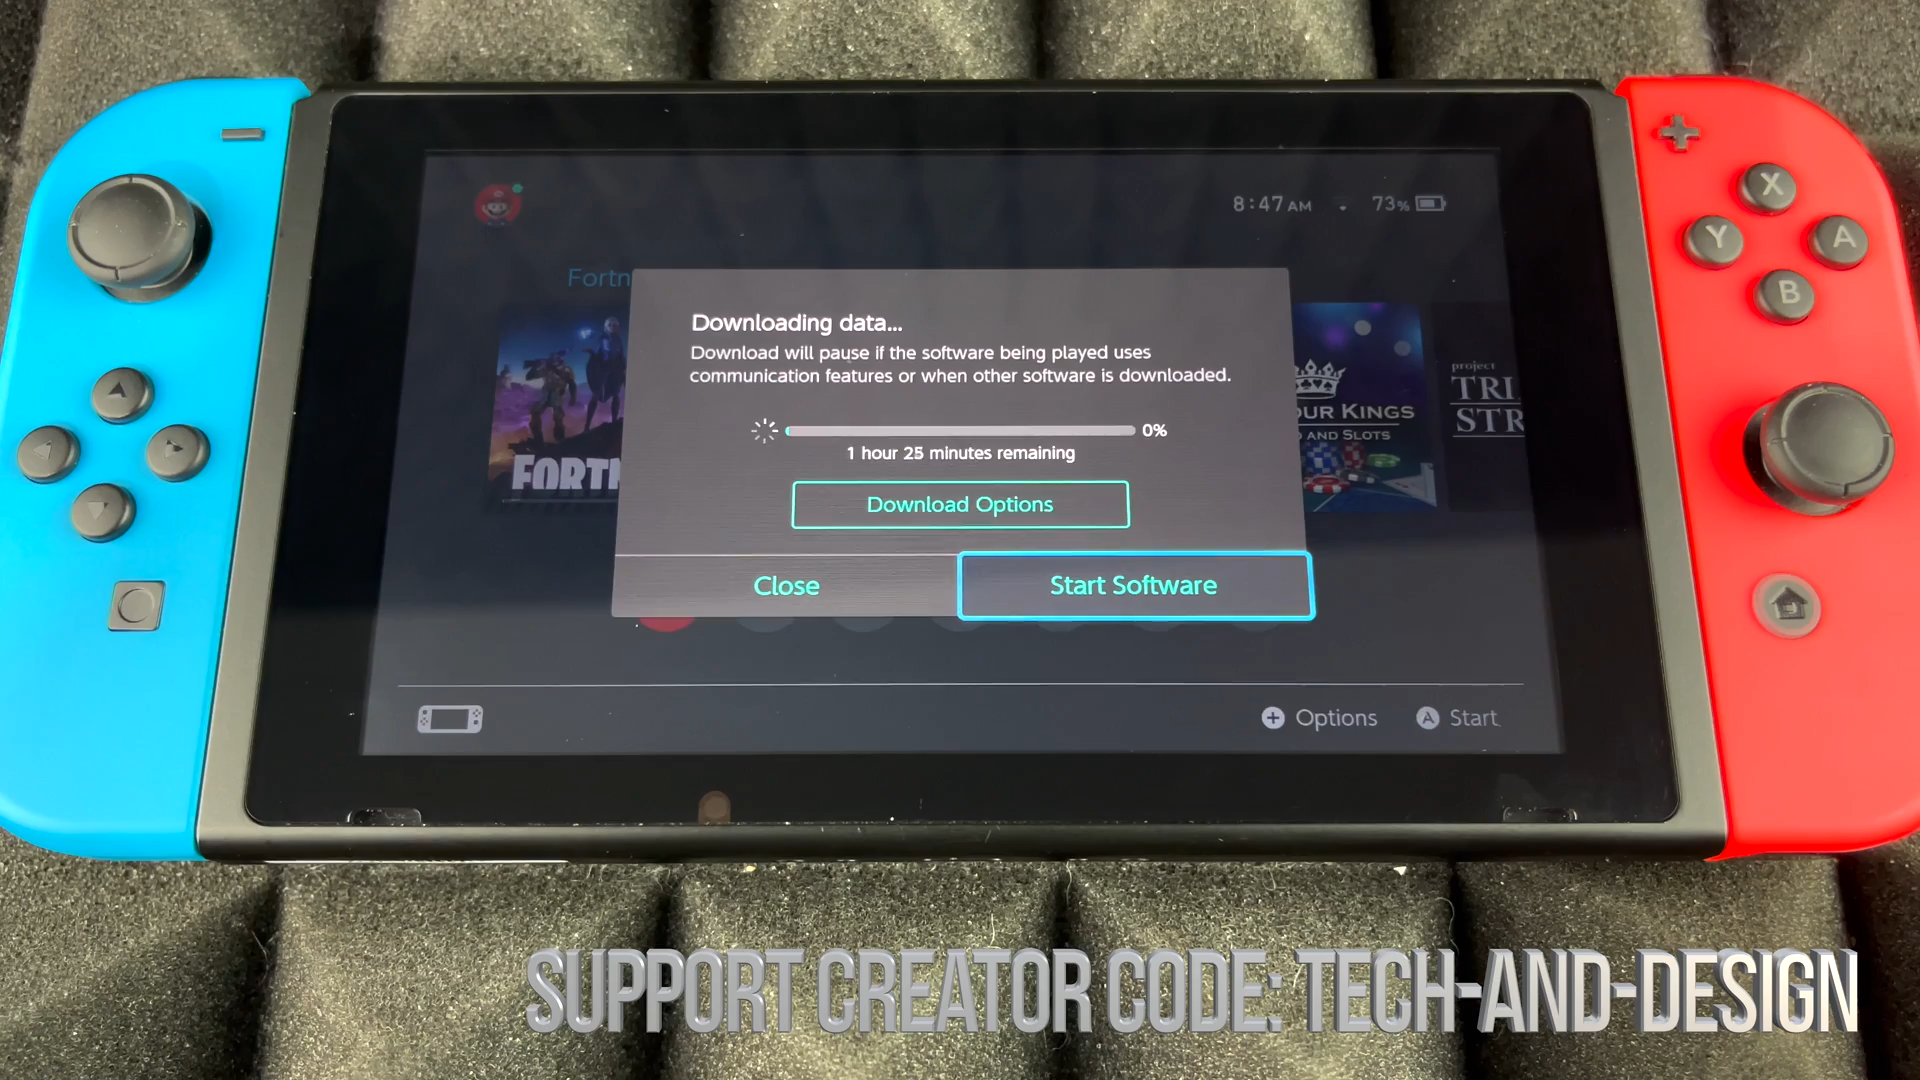 8:47 AM 73%
Fortn
Downloading data...
Download will pause if the software being played uses
communication features or when other software is downloaded.
0%
1 hour 25 minutes remaining
Download Options
Close
Start Software
FORTN
OUR KINGS
AND SLOTS
project
TRI
STR
Options
A Start
X
Y
A
B
SUPPORT CREATOR CODE: TECH-AND-DESIGN